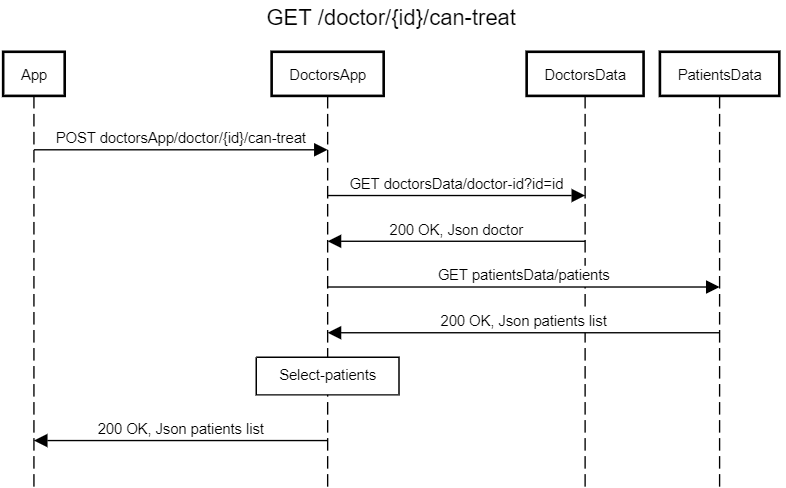 GET /doctor/{id}/can-treat
App
DoctorsApp
DoctorsData
PatientsData
POST doctorsApp/doctor/{id}/can-treat
GET doctorsData/doctor-id?id=id
200 OK, Json doctor
GET patientsData/patients
200 OK, Json patients list
Select-patients
200 OK, Json patients list